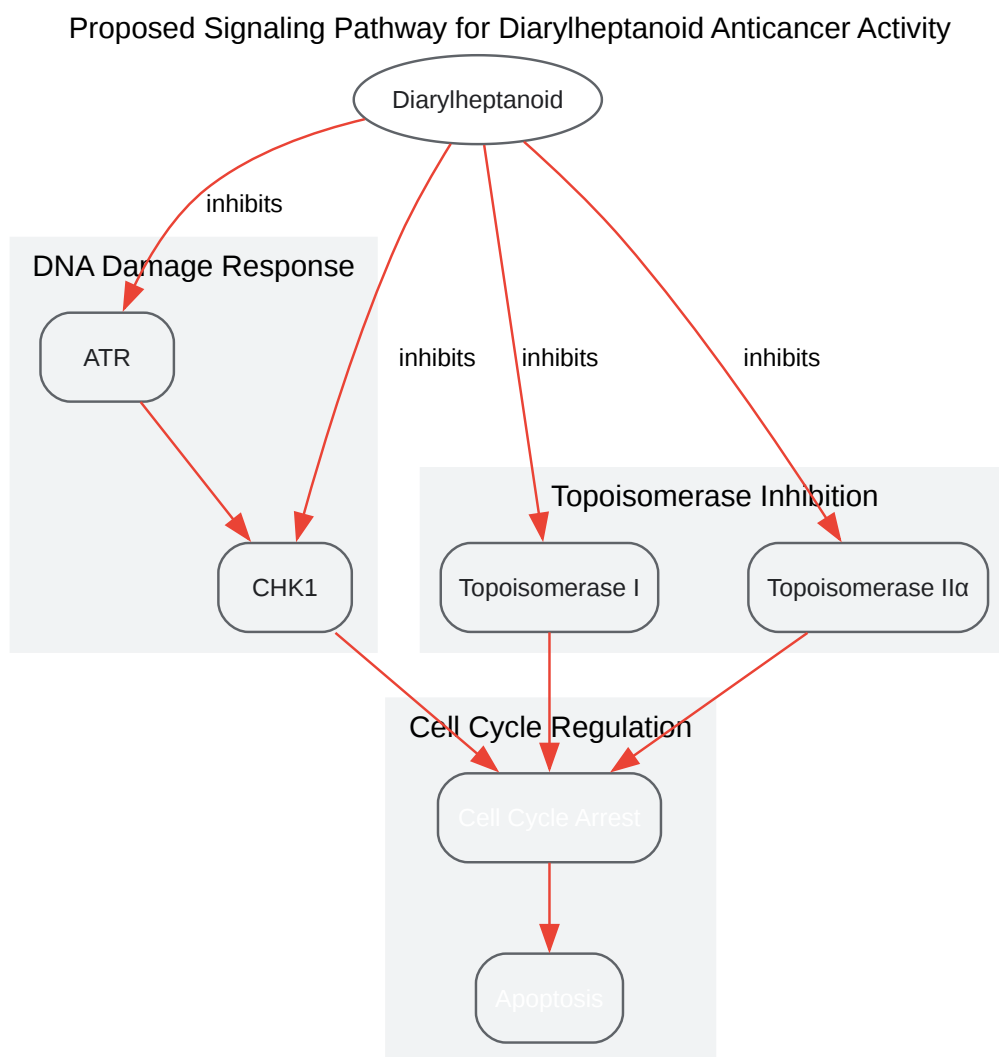 Proposed Signaling Pathway for Diarylheptanoid Anticancer Activity
Diarylheptanoid
inhibits
DNA Damage Response
ATR
inhibits
inhibits
inhibits
Topoisomerase Inhibition
CHK1
Topoisomerase I
Topoisomerase IIα
Cell Cycle Regulation
Cell Cycle Arrest
Apoptosis